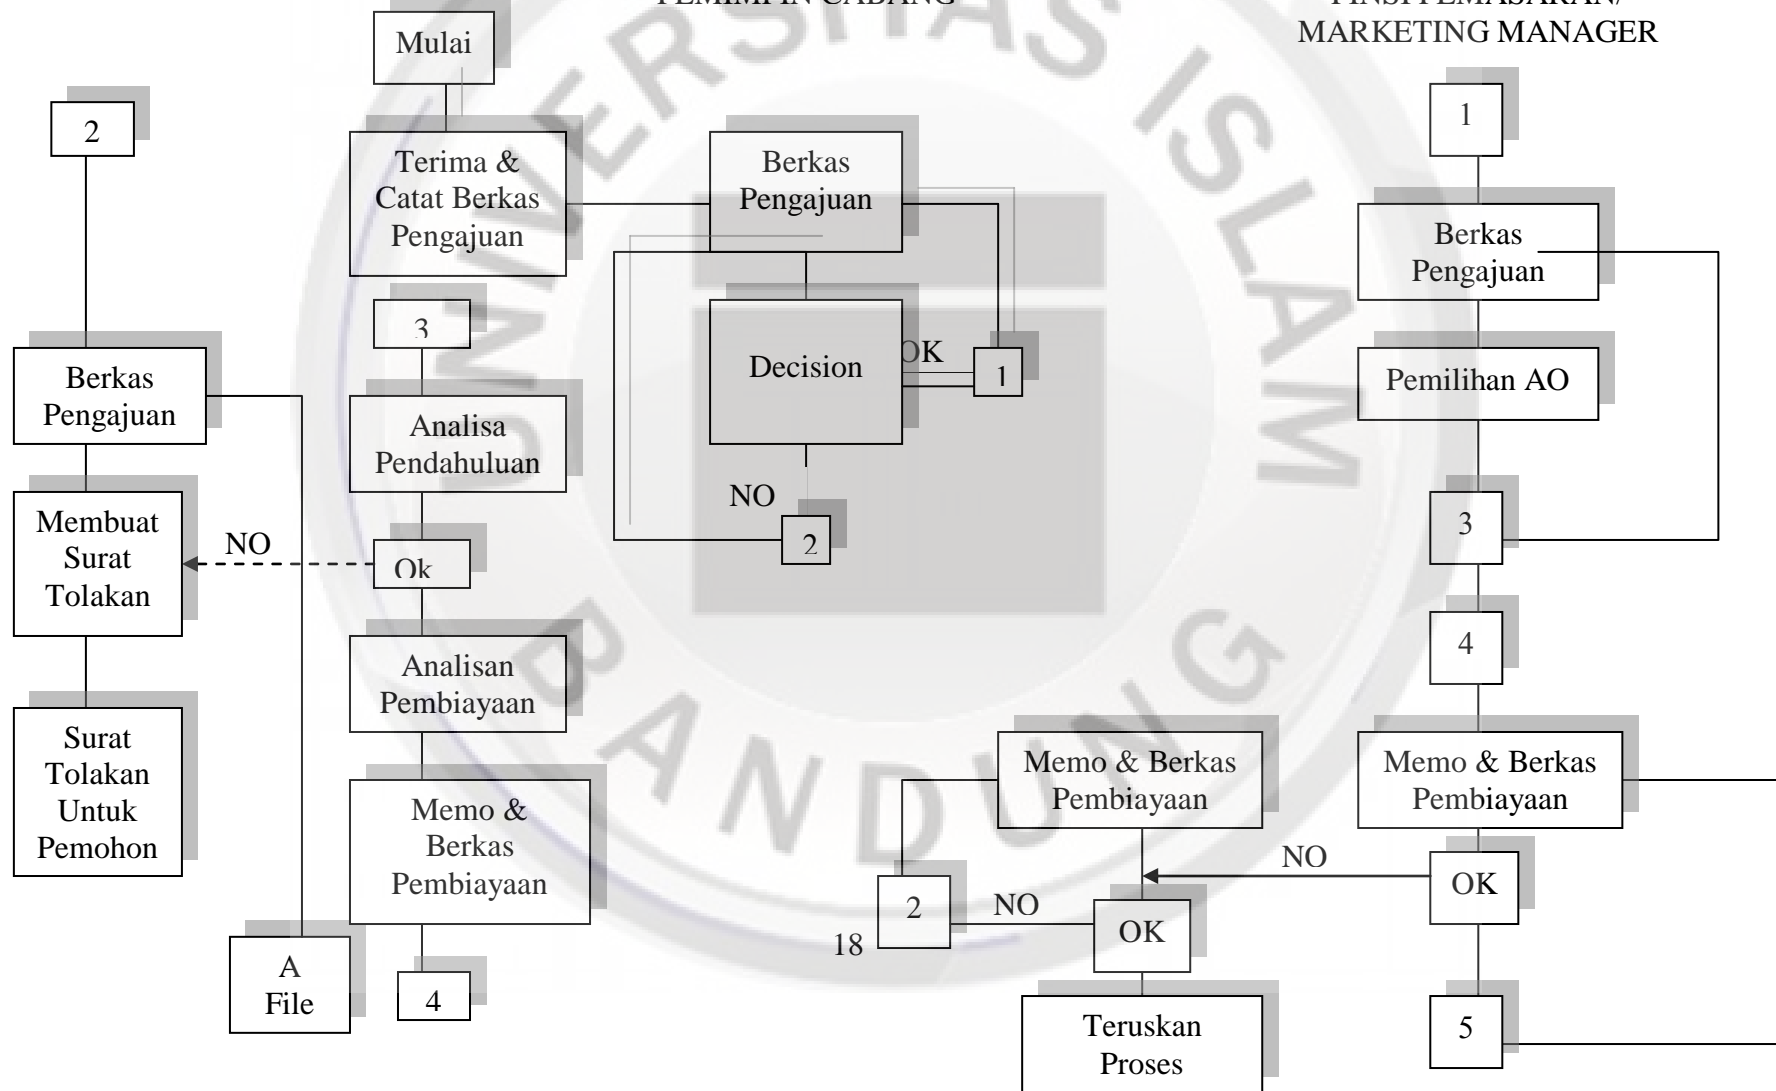 PEMIMPIN CABANG
PINSI PEMASARAN/
MARKETING MANAGER
Mulai
2
Terima &
Catat Berkas
Pengajuan
Berkas
Pengajuan
1
Berkas
Pengajuan
3
Decision
OK
1
Pemilihan AO
Berkas
Pengajuan
Analisa
Pendahuluan
NO
2
3
Membuat
Surat
Tolakan
NO
Ok
4
Analisan
Pembiayaan
Surat
Tolakan
Untuk
Pemohon
Memo &
Berkas
Pembiayaan
Memo & Berkas
Pembiayaan
Memo & Berkas
Pembiayaan
NO
OK
2
NO
OK
18
A
File
4
Teruskan
Proses
5
UNIVERSITAS ISLAM
BANDUNG